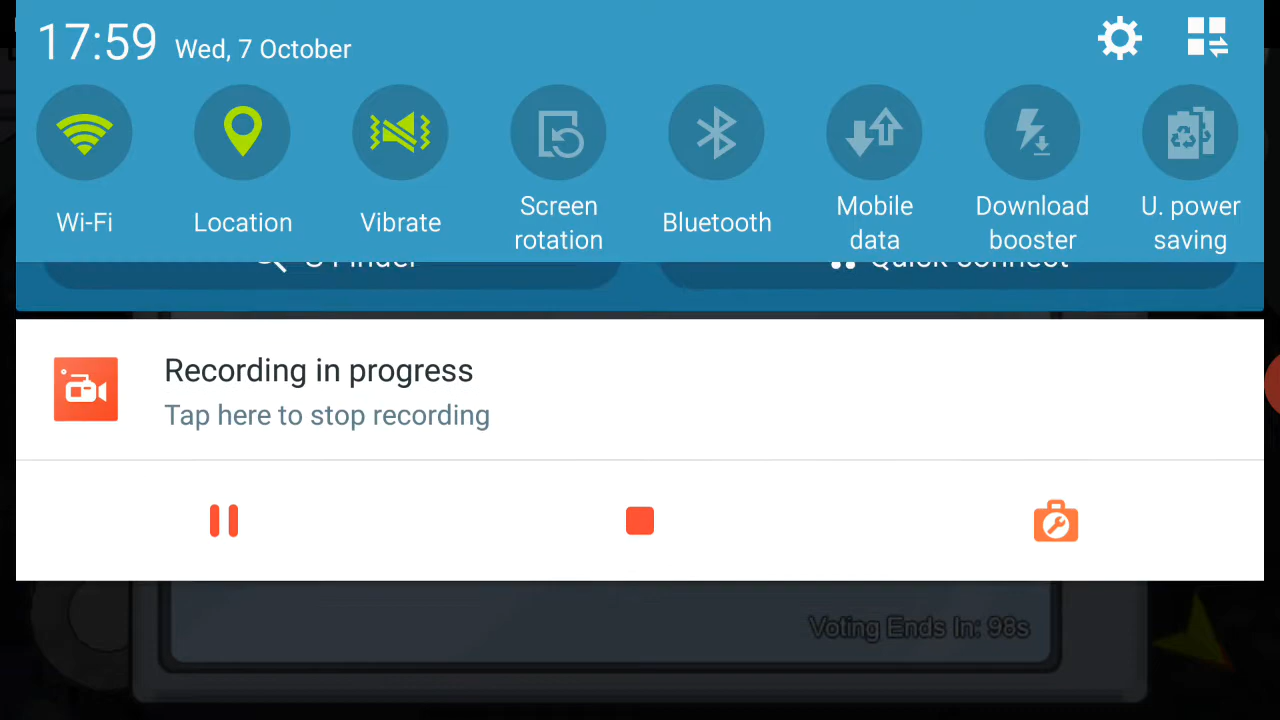 17:59 Wed, 7 October
Wi-Fi
Location
Vibrate
Screen
rotation
Bluetooth
Mobile
data
Download
booster
U. power
saving
S Finder
Quick connect
Recording in progress
Tap here to stop recording
Voting Ends In: 98s